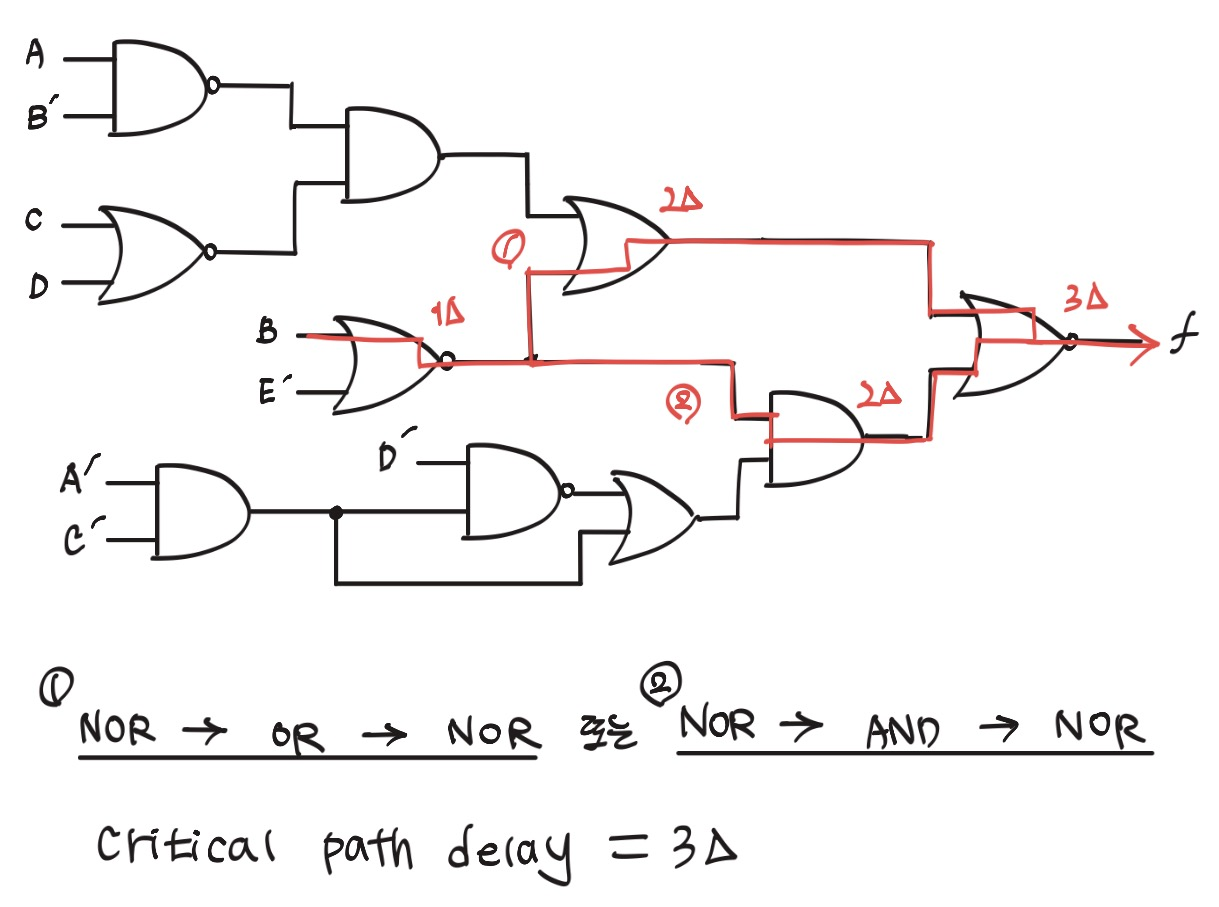 A
B′
C
D
2Δ
①
B
1Δ
3Δ
f
E′
②
2Δ
D′
A′
C′
① NOR → OR → NOR 또는 ② NOR → AND → NOR
Critical path delay = 3Δ